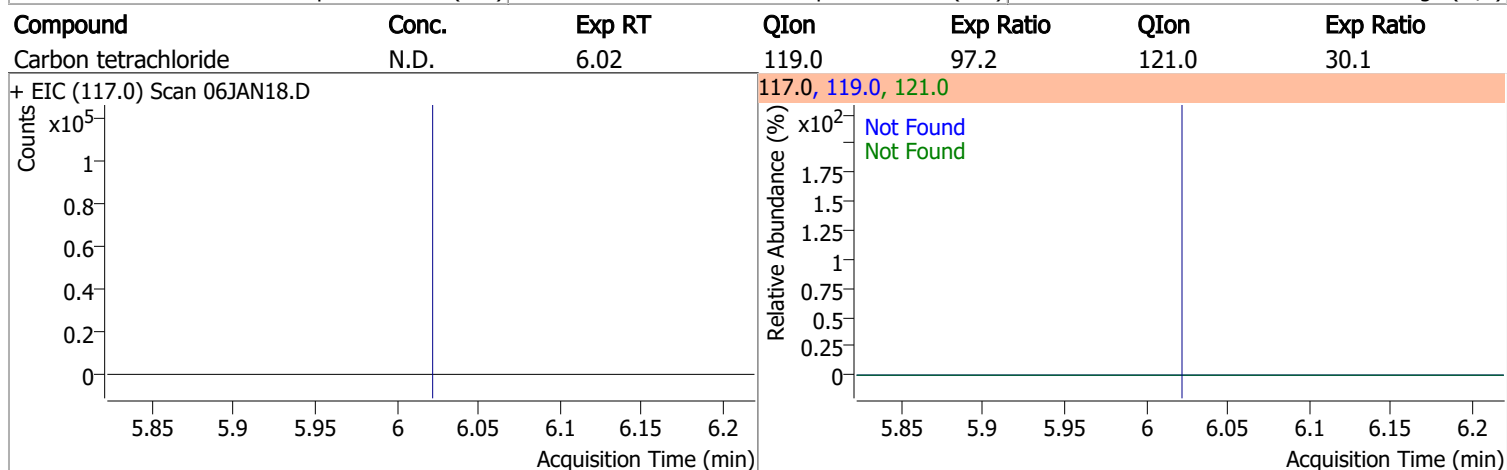 Compound Conc. Exp RT QIon Exp Ratio QIon Exp Ratio
Carbon tetrachloride N.D. 6.02 119.0 97.2 121.0 30.1
+ EIC (117.0) Scan 06JAN18.D
Counts
x10^5
1
0.8
0.6
0.4
0.2
0
5.85 5.9 5.95 6 6.05 6.1 6.15 6.2
Acquisition Time (min)
117.0, 119.0, 121.0
Relative Abundance (%)
x10^2
Not Found
Not Found
1.75
1.5
1.25
1
0.75
0.5
0.25
0
5.85 5.9 5.95 6 6.05 6.1 6.15 6.2
Acquisition Time (min)